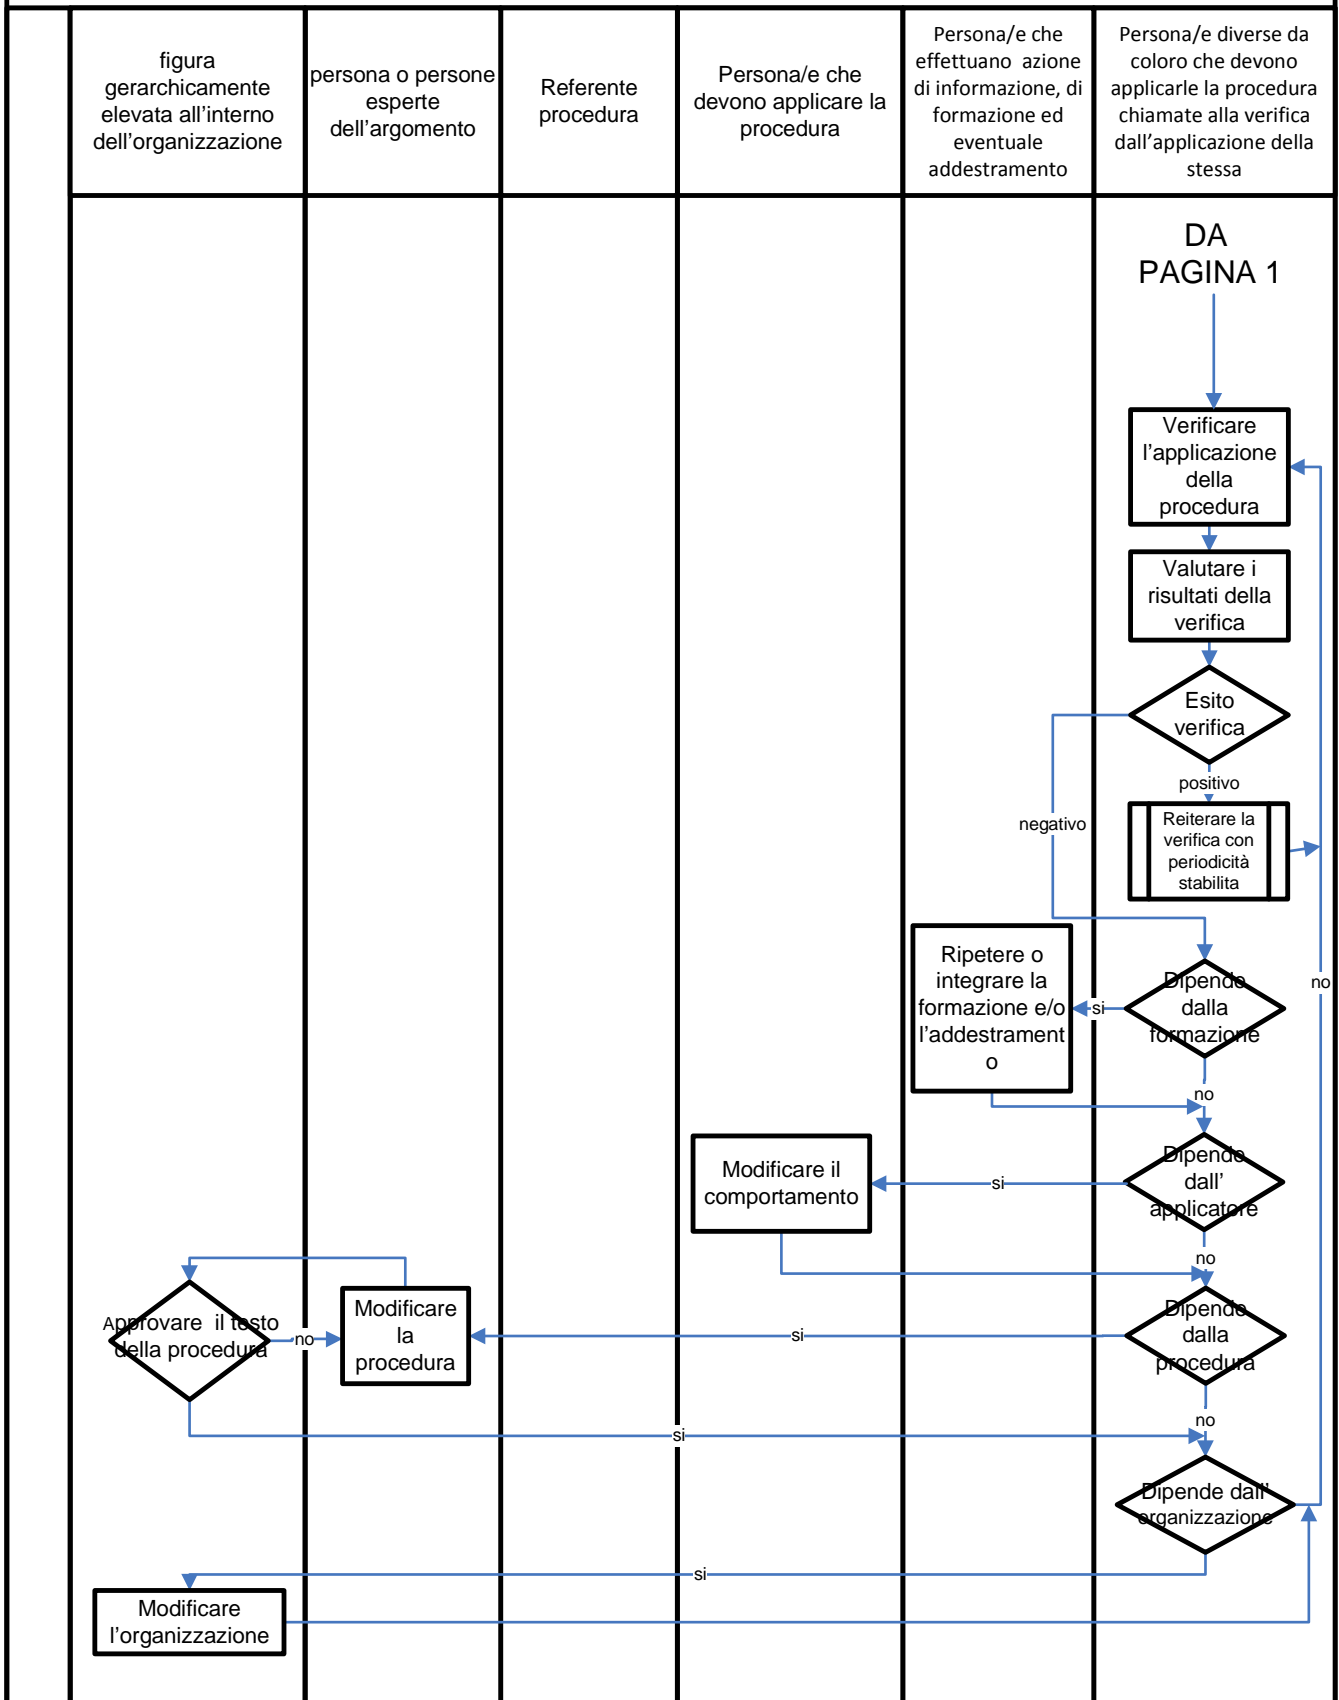 figura
gerarchicamente
elevata all'interno
dell'organizzazione
persona o persone
esperte
dell'argomento
Referente
procedura
Persona/e che
devono applicare la
procedura
Persona/e che
effettuano azione
di informazione, di
formazione ed
eventuale
addestramento
Persona/e diverse da
coloro che devono
applicarle la procedura
chiamate alla verifica
dall'applicazione della
stessa
DA
PAGINA 1
Verificare
l'applicazione
della
procedura
Valutare i
risultati della
verifica
Esito
verifica
positivo
negativo
Reiterare la
verifica con
periodicità
stabilita
Ripetere o
integrare la
formazione e/o
l'addestrament
o
si
Dipende
dalla
formazione
no
no
Modificare il
comportamento
si
Dipende
dall'
applicatore
no
Approvare il testo
della procedura
no
Modificare
la
procedura
si
Dipende
dalla
procedura
no
si
Dipende dall'
organizzazione
si
Modificare
l'organizzazione